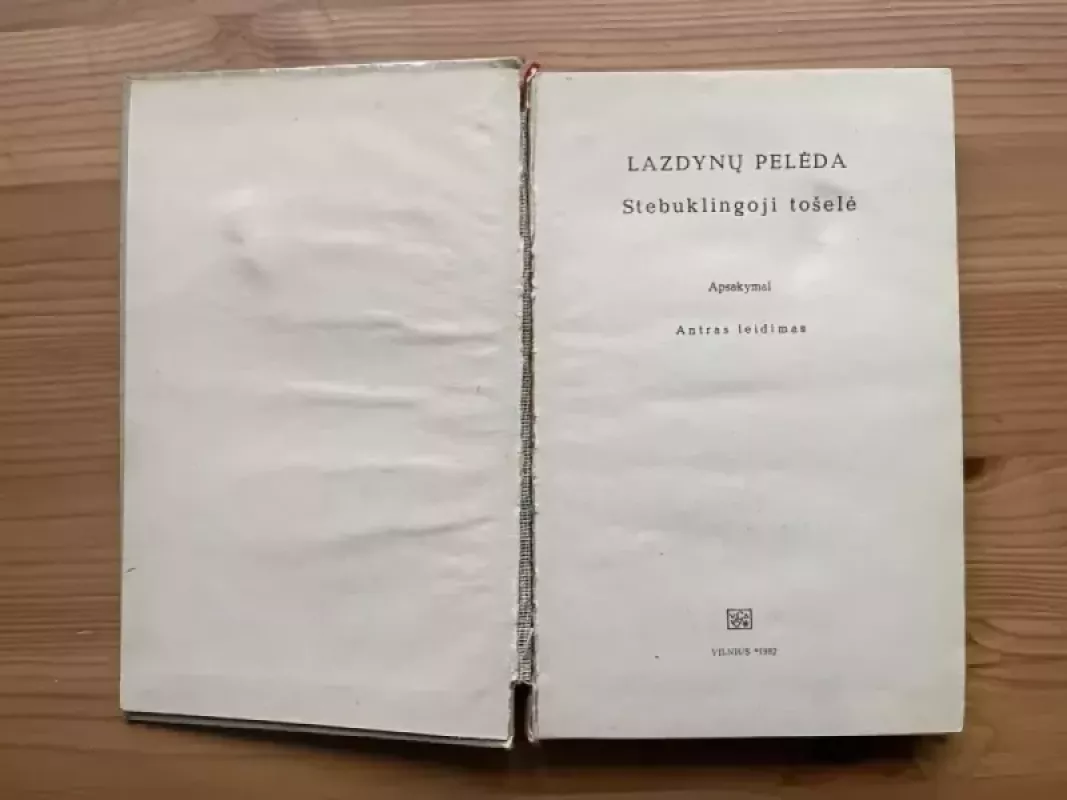 LAZDYNŲ PELĖDA
Stebuklingoji tošelė
Apsakymai
Antras leidimas
VILNIUS *1982